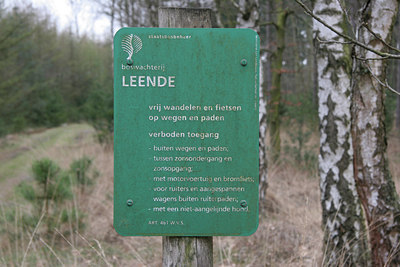 staatsbosbeheer
boswachterij
LEENDE
vrij wandelen en fietsen
op wegen en paden
verboden toegang
- buiten wegen en paden;
- tussen zonsondergang en
zonsopgang;
- met motorvoertuig en bromfiets;
- voor ruiters en aangespannen
wagens buiten ruiterpaden;
- met een niet-aangelijnde hond.
ART. 461 W.v.S.